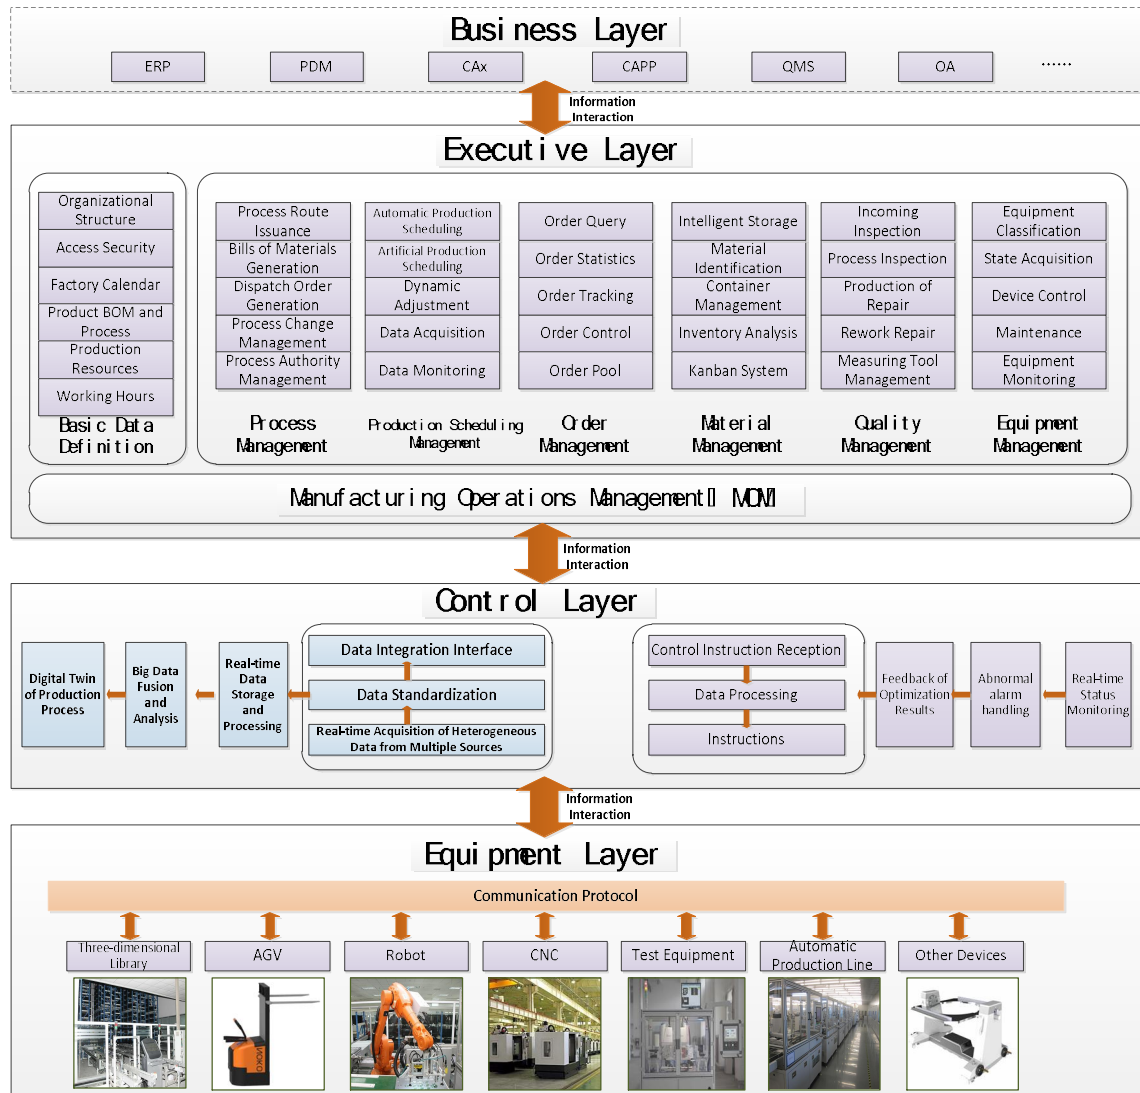 Business Layer
ERP
PDM
CAx
CAPP
QMS
OA
······
Information
Interaction
Executive Layer
Organizational
Structure
Access Security
Factory Calendar
Product BOM and
Process
Production
Resources
Working Hours
Basic Data
Definition
Process Route
Issuance
Bills of Materials
Generation
Dispatch Order
Generation
Process Change
Management
Process Authority
Management
Process
Management
Automatic Production
Scheduling
Artificial Production
Scheduling
Dynamic
Adjustment
Data Acquisition
Data Monitoring
Production Scheduling
Management
Order Query
Order Statistics
Order Tracking
Order Control
Order Pool
Order
Management
Intelligent Storage
Material
Identification
Container
Management
Inventory Analysis
Kanban System
Material
Management
Incoming
Inspection
Process Inspection
Production of
Repair
Rework Repair
Measuring Tool
Management
Quality
Management
Equipment
Classification
State Acquisition
Device Control
Maintenance
Equipment
Monitoring
Equipment
Management
Manufacturing Operations Management MOM
Information
Interaction
Control Layer
Digital Twin
of Production
Process
Big Data
Fusion
and
Analysis
Real-time
Data
Storage
and
Processing
Data Integration Interface
Data Standardization
Real-time Acquisition of Heterogeneous
Data from Multiple Sources
Control Instruction Reception
Data Processing
Instructions
Feedback of
Optimization
Results
Abnormal
alarm
handling
Real-time
Status
Monitoring
Information
Interaction
Equipment Layer
Communication Protocol
Three-dimensional
Library
AGV
Robot
CNC
Test Equipment
Automatic
Production Line
Other Devices